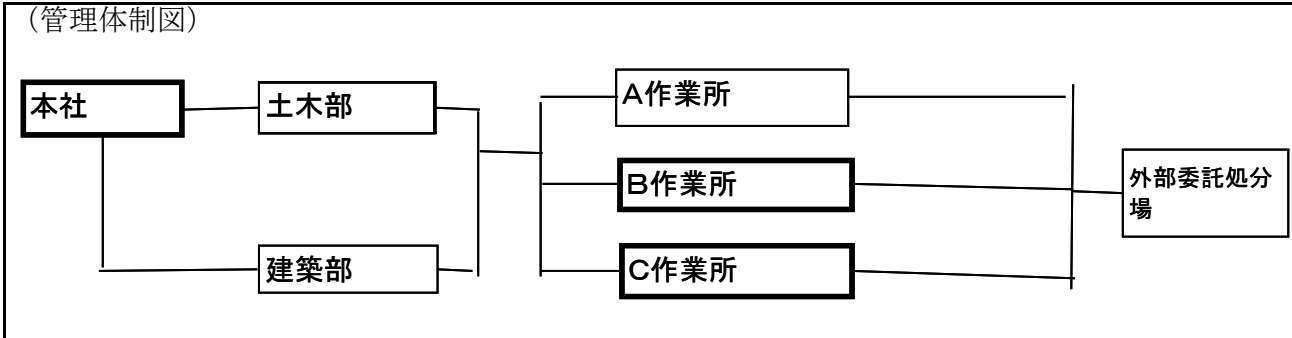 （管理体制図）
本社
土木部
建築部
A作業所
B作業所
C作業所
外部委託処分
場